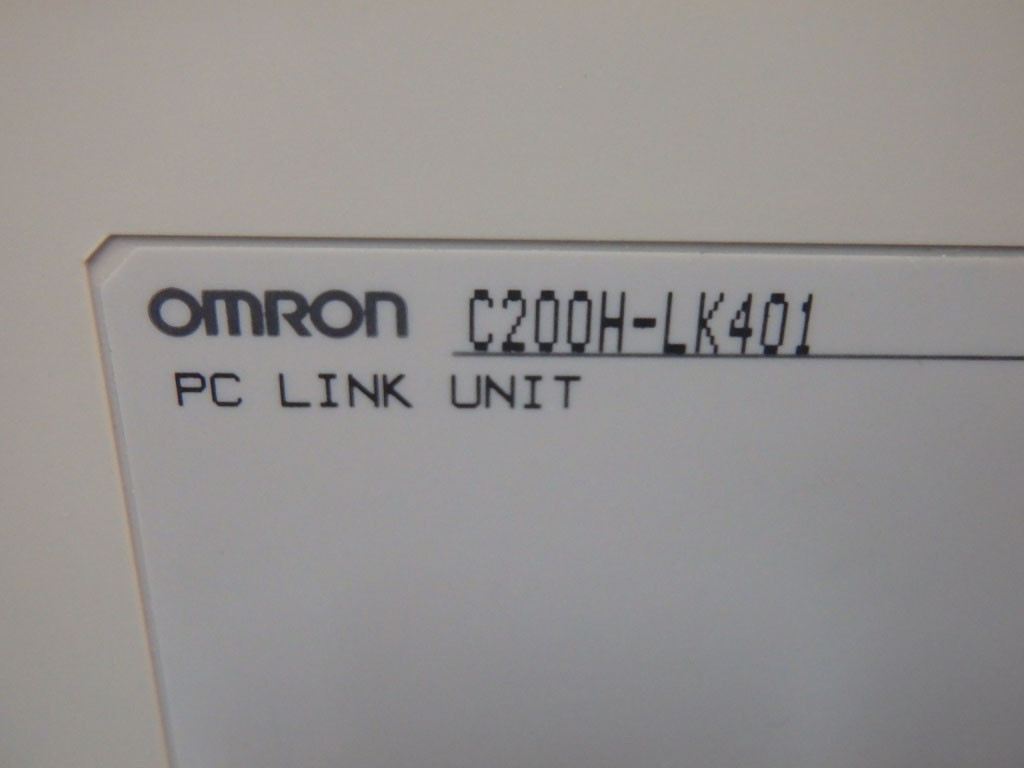 OMRON C200H-LK401
PC LINK UNIT